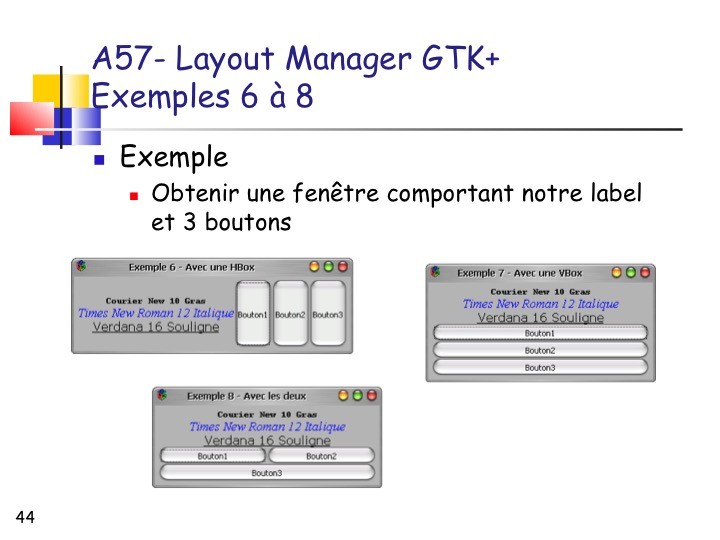 A57- Layout Manager GTK+
Exemples 6 à 8
Exemple
Obtenir une fenêtre comportant notre label
et 3 boutons
Exemple 6 - Avec une HBox
Courier New 10 Gras
Times New Roman 12 Italique
Verdana 16 Souligne
Bouton1 Bouton2 Bouton3
Exemple 7 - Avec une VBox
Courier New 10 Gras
Times New Roman 12 Italique
Verdana 16 Souligne
Bouton1
Bouton2
Bouton3
Exemple 8 - Avec les deux
Courier New 10 Gras
Times New Roman 12 Italique
Verdana 16 Souligne
Bouton1 Bouton2
Bouton3
44